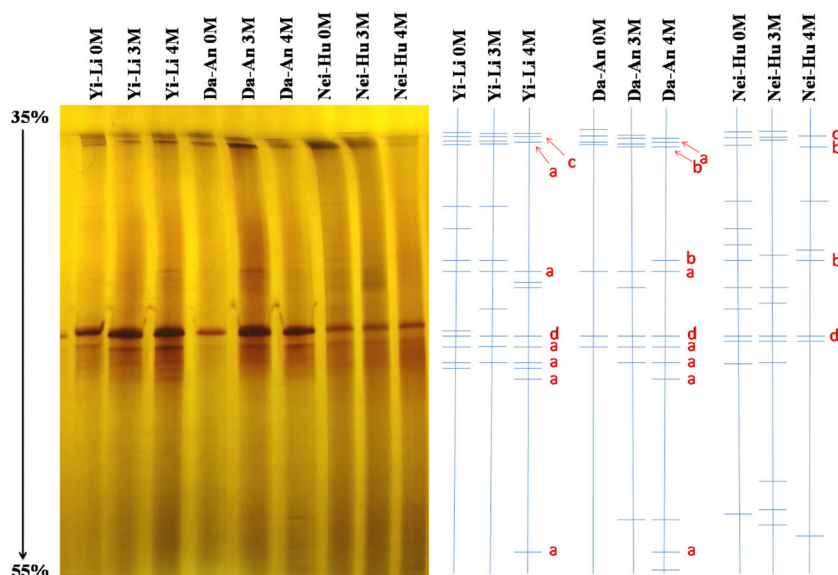 Yi-Li 0M
Yi-Li 3M
Yi-Li 4M
Da-An 0M
Da-An 3M
Da-An 4M
Nei-Hu 0M
Nei-Hu 3M
Nei-Hu 4M
Yi-Li 0M
Yi-Li 3M
Yi-Li 4M
Da-An 0M
Da-An 3M
Da-An 4M
Nei-Hu 0M
Nei-Hu 3M
Nei-Hu 4M
35%
55%
c
a
a
d
a
a
a
a
a
b
b
a
d
a
a
a
a
c
b
b
d